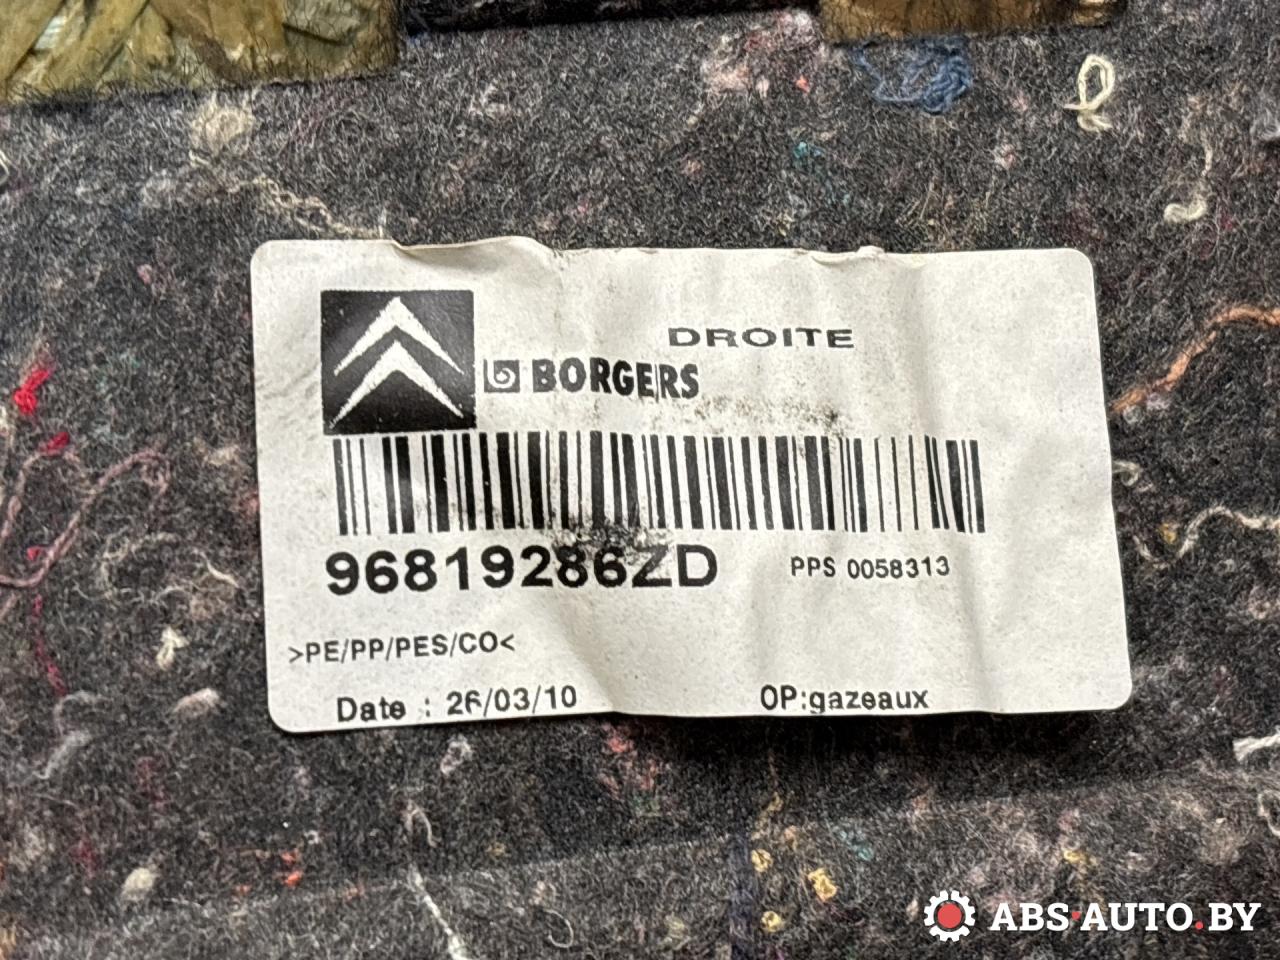 DROITE
BORGERS
96819286ZD
PPS 0058313
>PE/PP/PES/CO<
Date : 26/03/10
OP:gazeaux
ABS·AUTO.BY